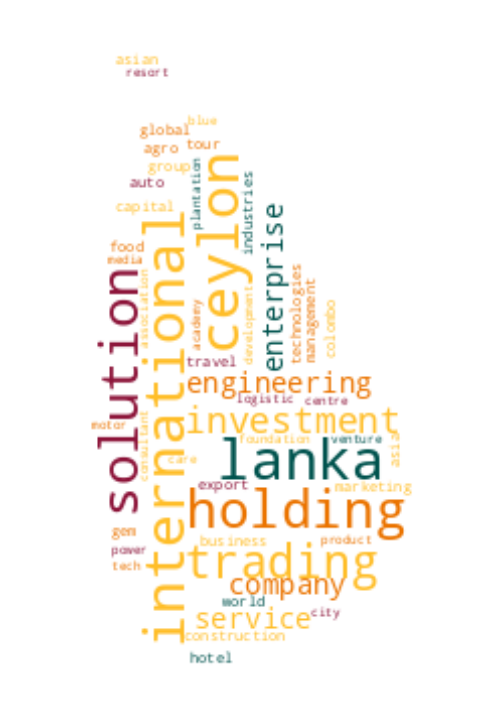 asian
resort
blue
global
agro
tour
group
plantation
ceylon
industries
auto
capital
international
enterprise
food
media
solution
association
technologies
management
academy
development
colombo
travel
engineering
logistic
centre
investment
motor
consultant
foundation
venture
asia
lanka
care
export
marketing
holding
gem
business
product
power
trading
tech
company
world
service
city
construction
hotel